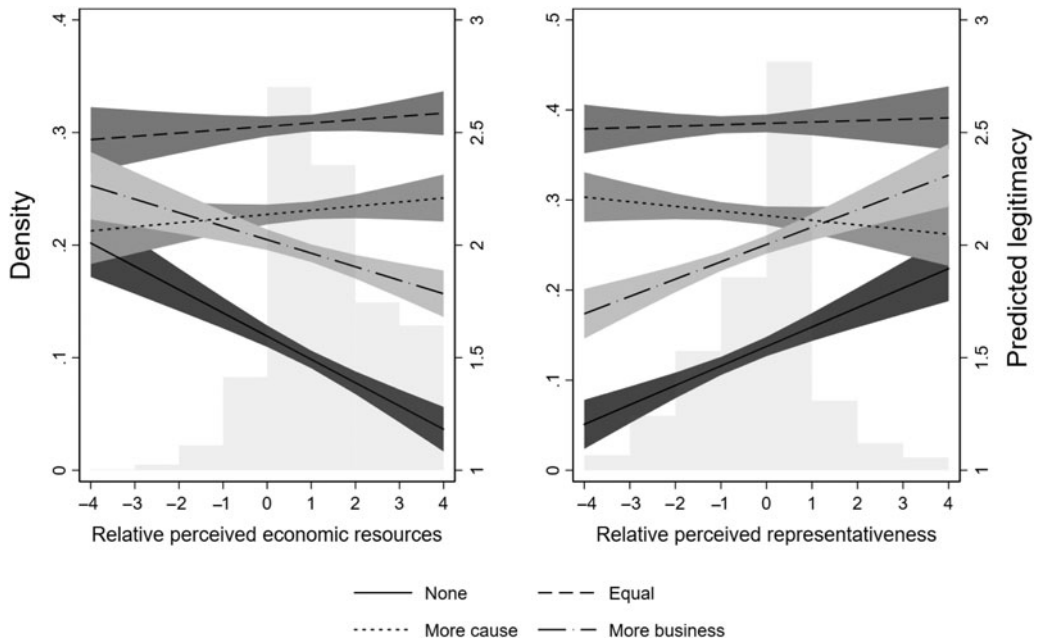 Density
.4
.3
.2
.1
0
3
2.5
2
1.5
1
–4 –3 –2 –1 0 1 2 3 4
Relative perceived economic resources
.5
.4
.3
.2
.1
0
3
2.5
2
1.5
1
Predicted legitimacy
–4 –3 –2 –1 0 1 2 3 4
Relative perceived representativeness
None Equal
More cause More business